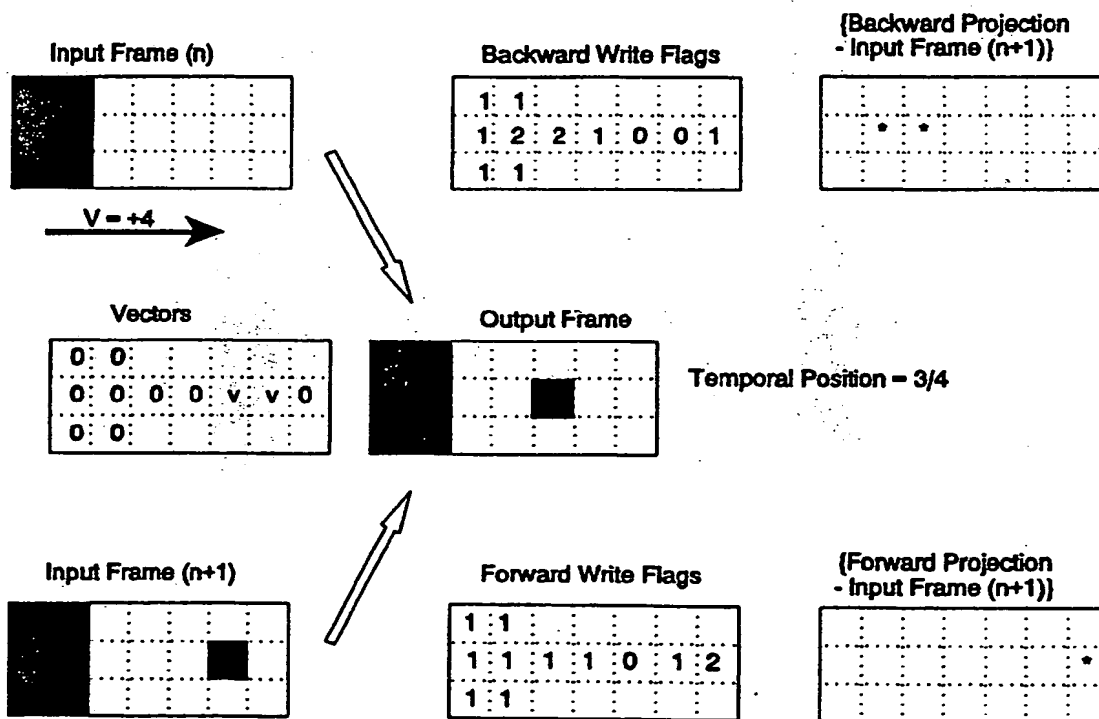 Input Frame (n)
Backward Write Flags
{Backward Projection
- Input Frame (n+1)}
1 1
1 2 2 1 0 0 1
* *
1 1
V = +4
Vectors
Output Frame
0 0
0 0 0 0 v v 0
0 0
Temporal Position = 3/4
Input Frame (n+1)
Forward Write Flags
{Forward Projection
- Input Frame (n+1)}
1 1
1 1 1 1 0 1 2
*
1 1